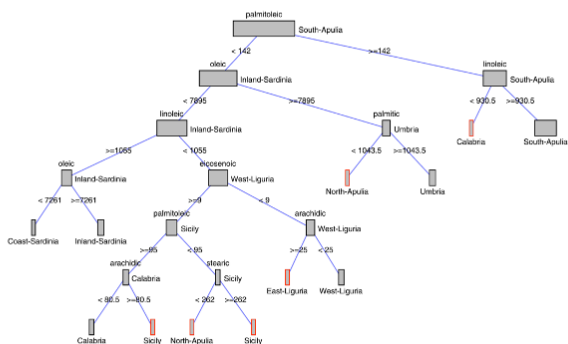 palmitoleic
South-Apulia
< 142
>=142
oleic
linoleic
Inland-Sardinia
South-Apulia
< 7895
>=7895
< 930.5
>=930.5
linoleic
palmitic
Inland-Sardinia
Umbria
Calabria
South-Apulia
>=1055
< 1055
< 1043.5
>=1043.5
oleic
eicosenoic
Inland-Sardinia
West-Liguria
North-Apulia
Umbria
< 7261
>=7261
>=9
< 9
palmitoleic
arachidic
Coast-Sardinia
Inland-Sardinia
Sicily
West-Liguria
>=95
< 95
>=25
< 25
arachidic
stearic
Calabria
Sicily
East-Liguria
West-Liguria
< 80.5
>=80.5
< 262
>=262
Calabria
Sicily
North-Apulia
Sicily